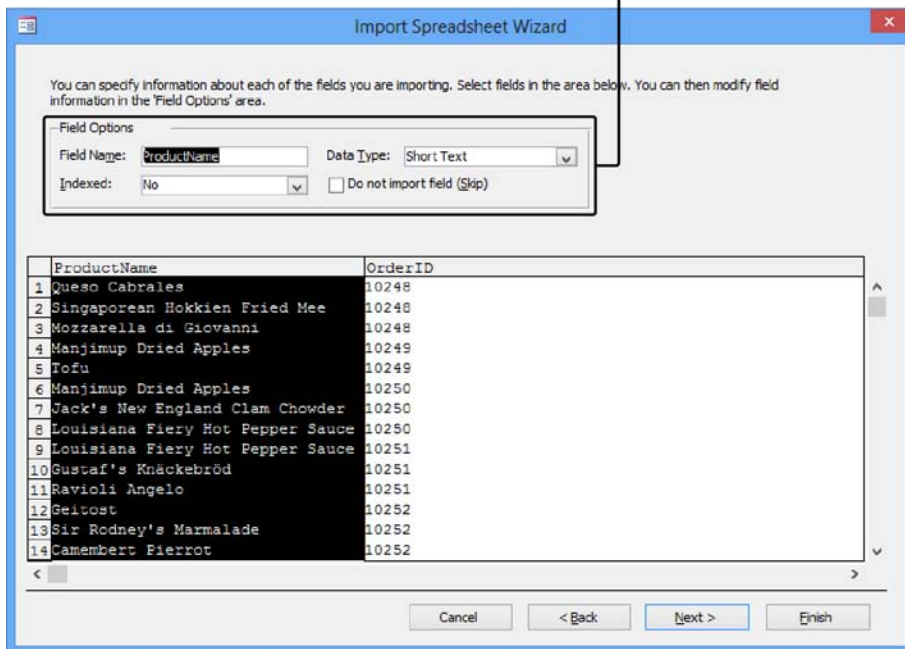 Import Spreadsheet Wizard
x
You can specify information about each of the fields you are importing. Select fields in the area below. You can then modify field
information in the 'Field Options' area.
Field Options
Field Name: ProductName Data Type: Short Text
Indexed: No Do not import field (Skip)
ProductName OrderID
1 Queso Cabrales 10248
2 Singaporean Hokkien Fried Mee 10248
3 Mozzarella di Giovanni 10248
4 Manjimup Dried Apples 10249
5 Tofu 10249
6 Manjimup Dried Apples 10250
7 Jack's New England Clam Chowder 10250
8 Louisiana Fiery Hot Pepper Sauce 10250
9 Louisiana Fiery Hot Pepper Sauce 10251
10 Gustaf's Knäckebröd 10251
11 Ravioli Angelo 10251
12 Geitost 10252
13 Sir Rodney's Marmalade 10252
14 Camembert Pierrot 10252
Cancel < Back Next > Finish